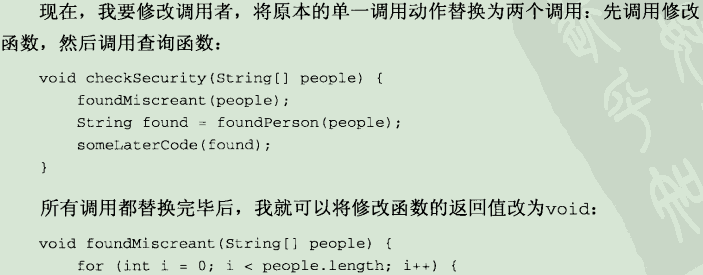 现在，我要修改调用者，将原本的单一调用动作替换为两个调用：先调用修改
函数，然后调用查询函数：
void checkSecurity(String[] people) {
foundMiscreant(people);
String found = foundPerson(people);
someLaterCode(found);
}
所有调用都替换完毕后，我就可以将修改函数的返回值改为void：
void foundMiscreant(String[] people) {
for (int i = 0; i < people.length; i++) {